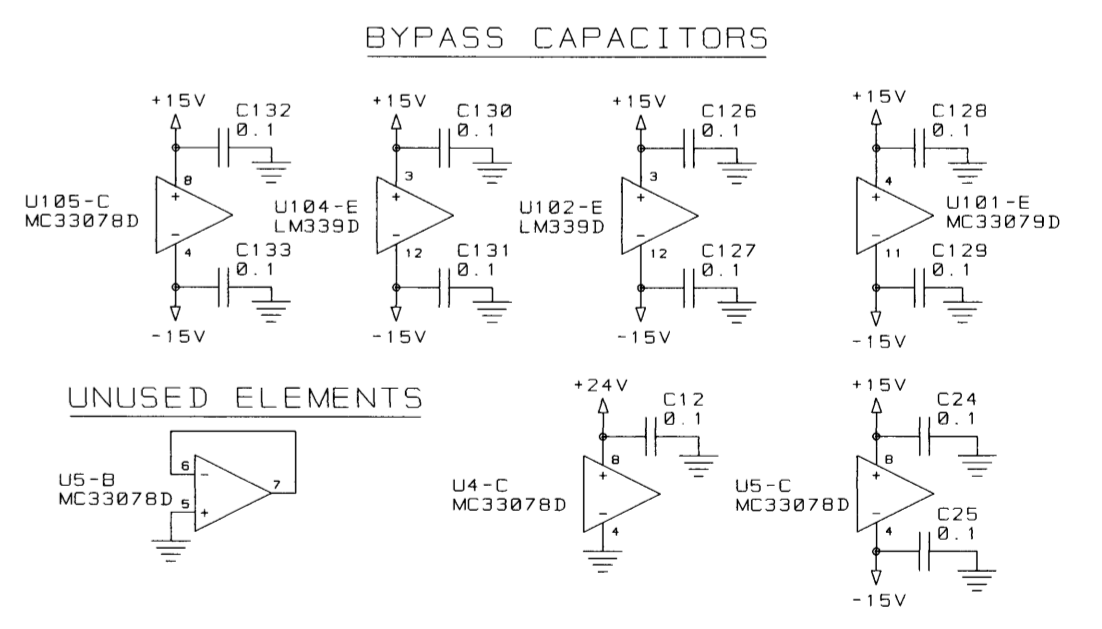 BYPASS CAPACITORS
+15V
C132
0.1
8
U105-C
MC33078D
+
-
4
C133
0.1
-15V
+15V
C130
0.1
3
U104-E
LM339D
+
-
12
C131
0.1
-15V
+15V
C126
0.1
3
U102-E
LM339D
+
-
12
C127
0.1
-15V
+15V
C128
0.1
4
U101-E
MC33079D
+
-
11
C129
0.1
-15V
UNUSED ELEMENTS
U5-B
MC33078D
6
-
5
+
7
+24V
C12
0.1
8
U4-C
MC33078D
+
-
4
+15V
C24
0.1
8
U5-C
MC33078D
+
-
4
C25
0.1
-15V